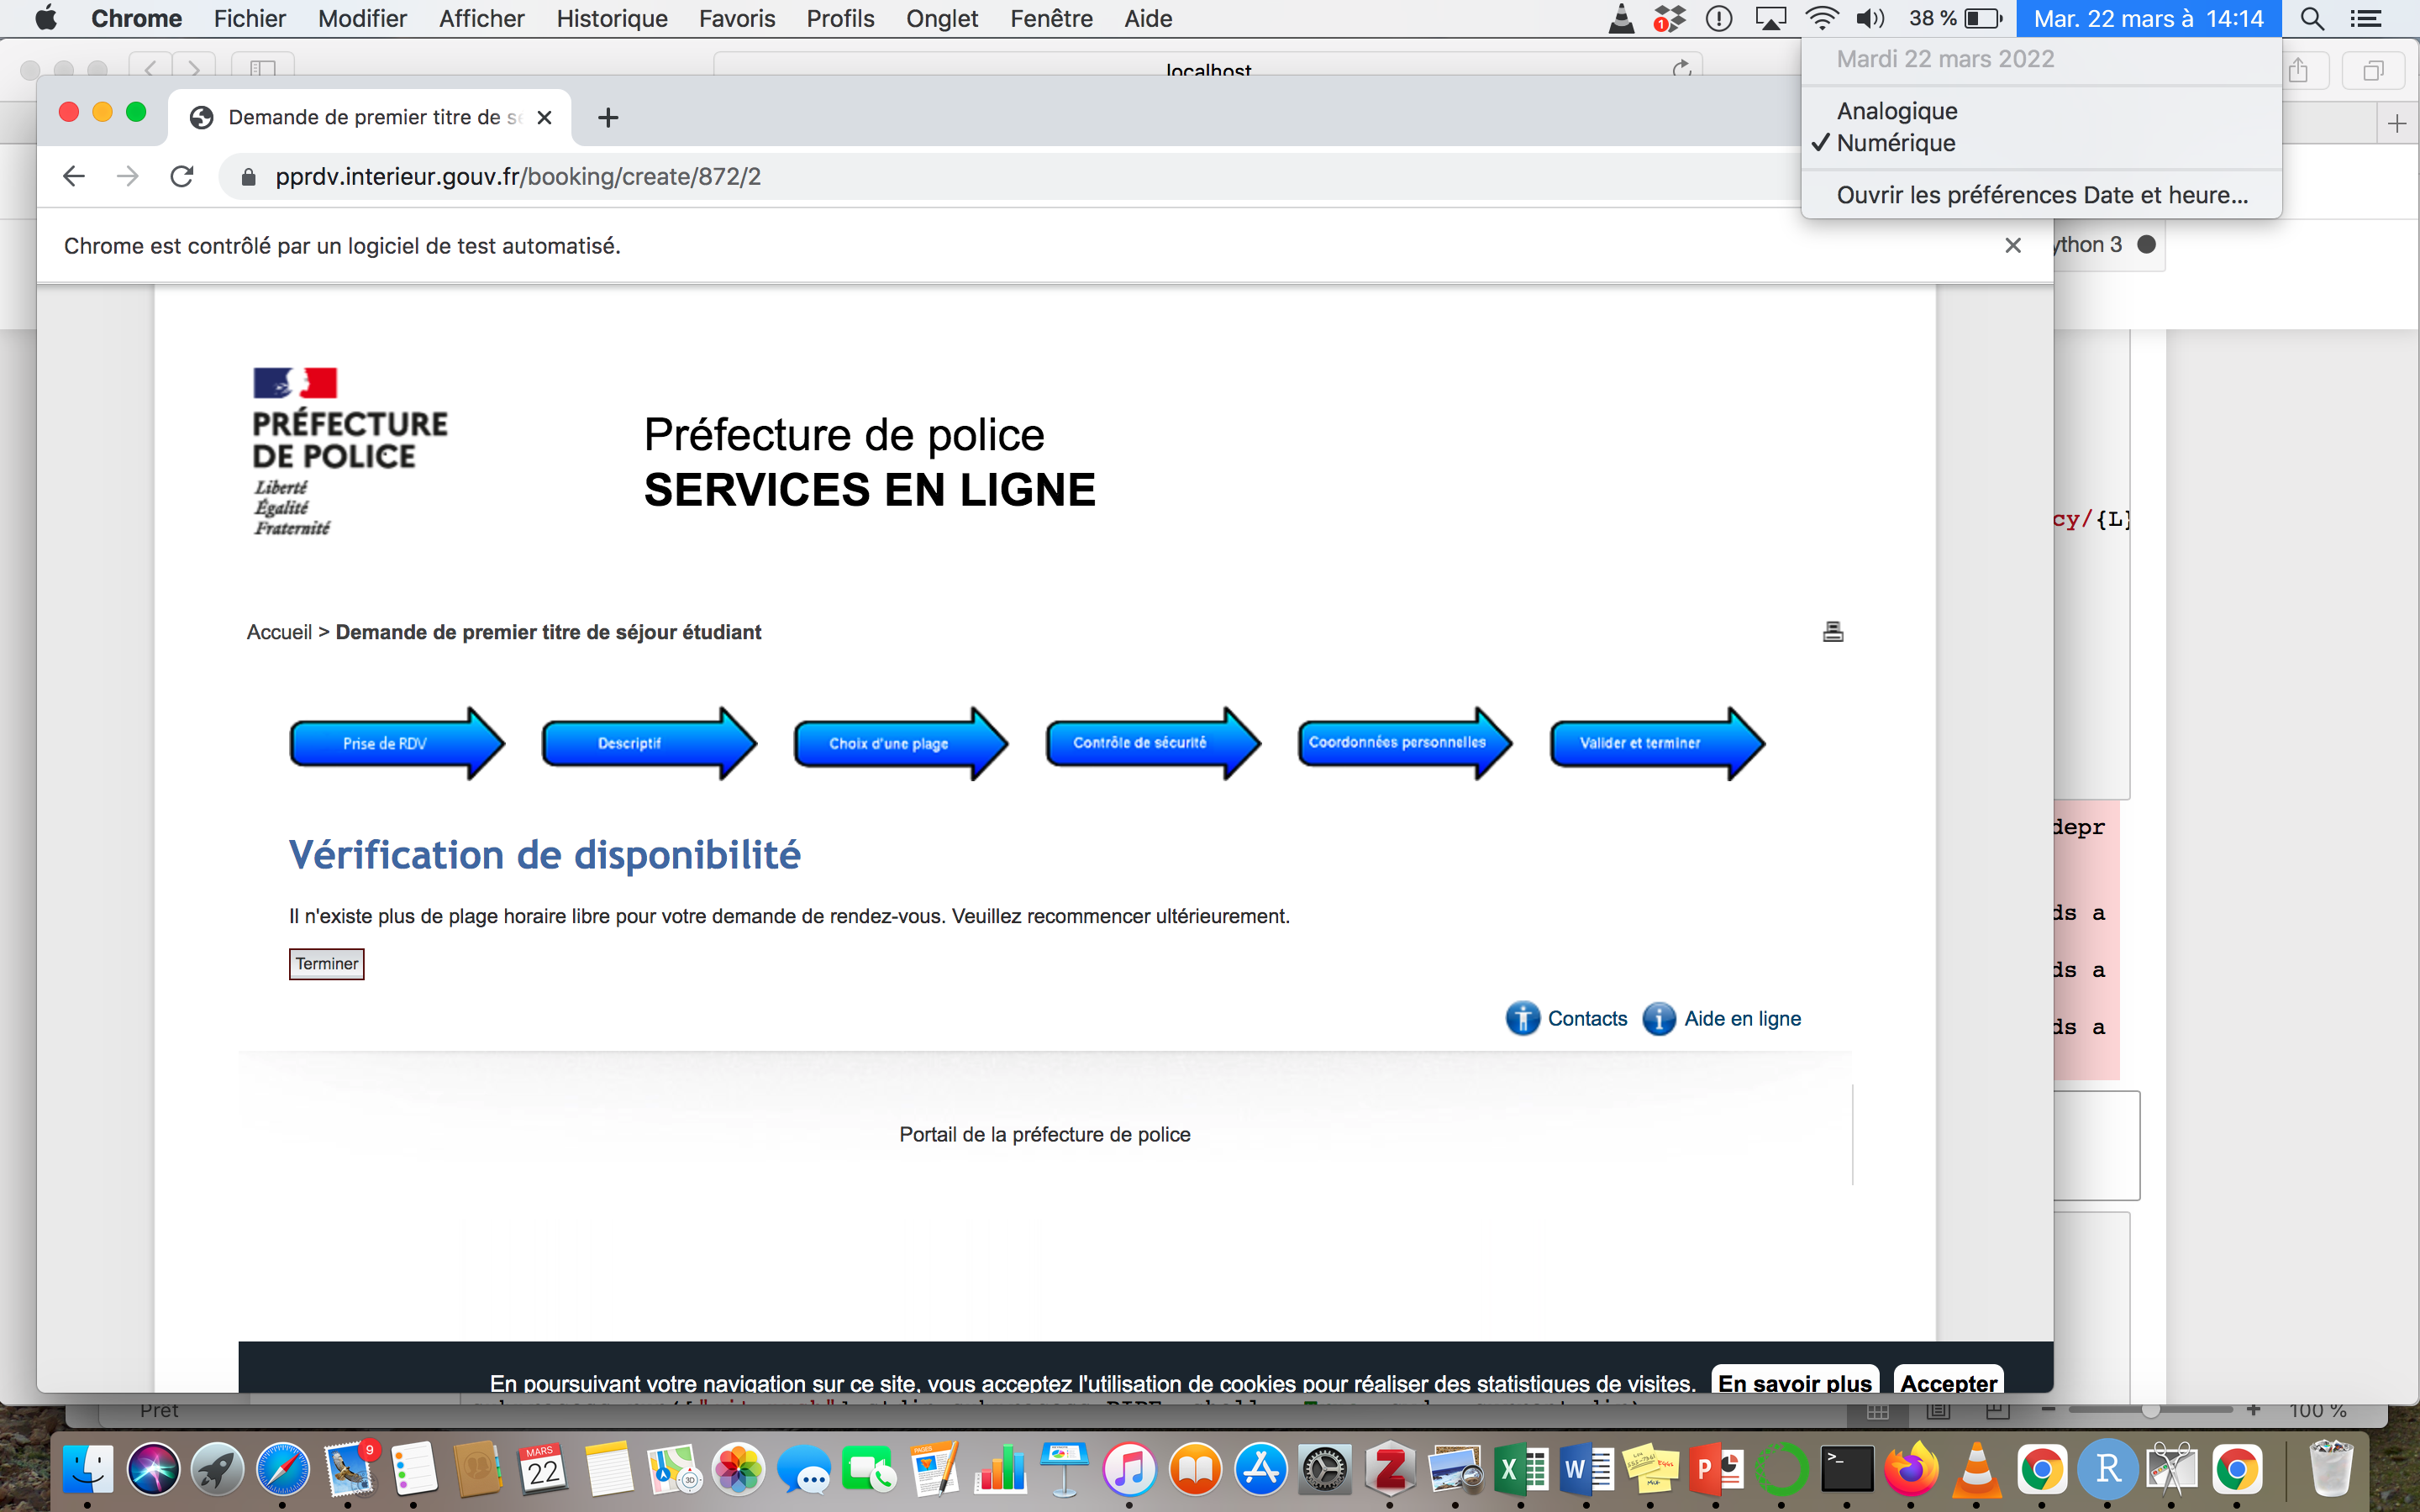 Chrome Fichier Modifier Afficher Historique Favoris Profils Onglet Fenêtre Aide 1 38 % Mar. 22 mars à 14:14
Mardi 22 mars 2022
Analogique
✓ Numérique
Ouvrir les préférences Date et heure...
localhost
Demande de premier titre de
pprdv.interieur.gouv.fr/booking/create/872/2
Chrome est contrôlé par un logiciel de test automatisé.
ython 3
PRÉFECTURE
DE POLICE
Liberté
Égalité
Fraternité
Préfecture de police
SERVICES EN LIGNE
cy/{L}
Accueil > Demande de premier titre de séjour étudiant
Prise de RDV
Descriptif
Choix d'une plage
Contrôle de sécurité
Coordonnées personnelles
Valider et terminer
depr
Vérification de disponibilité
Il n'existe plus de plage horaire libre pour votre demande de rendez-vous. Veuillez recommencer ultérieurement.
ds a
Terminer
ds a
Contacts
Aide en ligne
ds a
Portail de la préfecture de police
En poursuivant votre navigation sur ce site, vous acceptez l'utilisation de cookies pour réaliser des statistiques de visites. En savoir plus Accepter
Prêt
100 %
9
MARS
22
PAGES